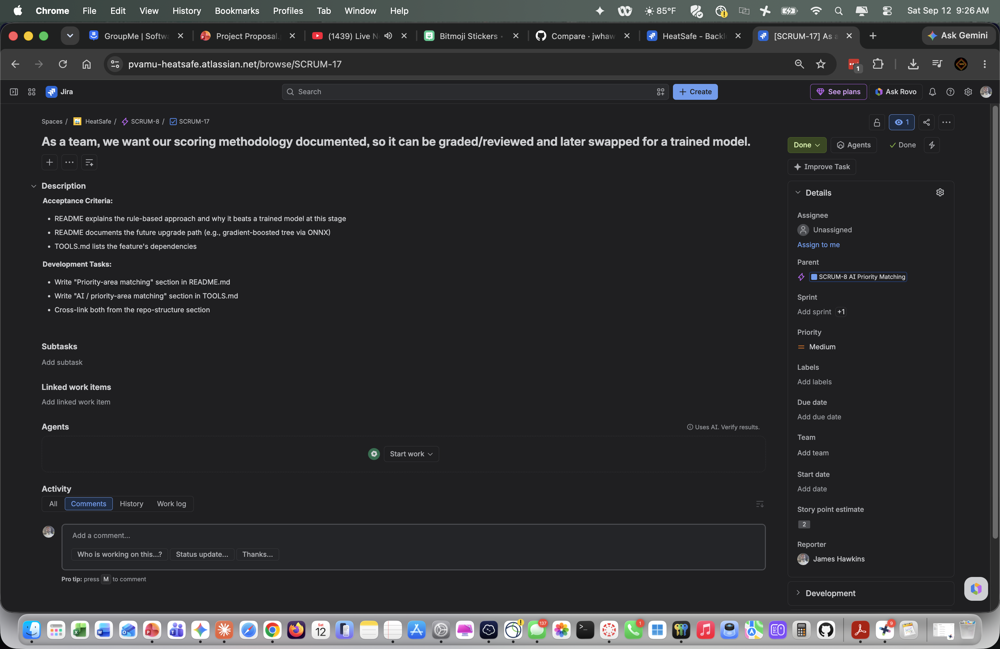 Chrome File Edit View History Bookmarks Profiles Tab Window Help 85°F Sat Sep 12 9:26 AM
GroupMe | Softwa Project Proposal. (1439) Live N Bitmoji Stickers Compare · jwhaw HeatSafe - Backl [SCRUM-17] As a Ask Gemini
pvamu-heatsafe.atlassian.net/browse/SCRUM-17 1
Jira Search + Create See plans Ask Rovo
Spaces / HeatSafe / SCRUM-8 / SCRUM-17 1
As a team, we want our scoring methodology documented, so it can be graded/reviewed and later swapped for a trained model.
Done Agents Done
Improve Task
Description
Acceptance Criteria:
• README explains the rule-based approach and why it beats a trained model at this stage
• README documents the future upgrade path (e.g., gradient-boosted tree via ONNX)
• TOOLS.md lists the feature's dependencies
Development Tasks:
• Write "Priority-area matching" section in README.md
• Write "AI / priority-area matching" section in TOOLS.md
• Cross-link both from the repo-structure section
Subtasks
Add subtask
Linked work items
Add linked work item
Agents Uses AI. Verify results.
Start work
Activity
All Comments History Work log
Add a comment...
Who is working on this...? Status update... Thanks...
Pro tip: press M to comment
Details
Assignee
Unassigned
Assign to me
Parent
SCRUM-8 AI Priority Matching
Sprint
Add sprint +1
Priority
Medium
Labels
Add labels
Due date
Add due date
Team
Add team
Start date
Add date
Story point estimate
2
Reporter
James Hawkins
Development
Sat
12
137
1
9